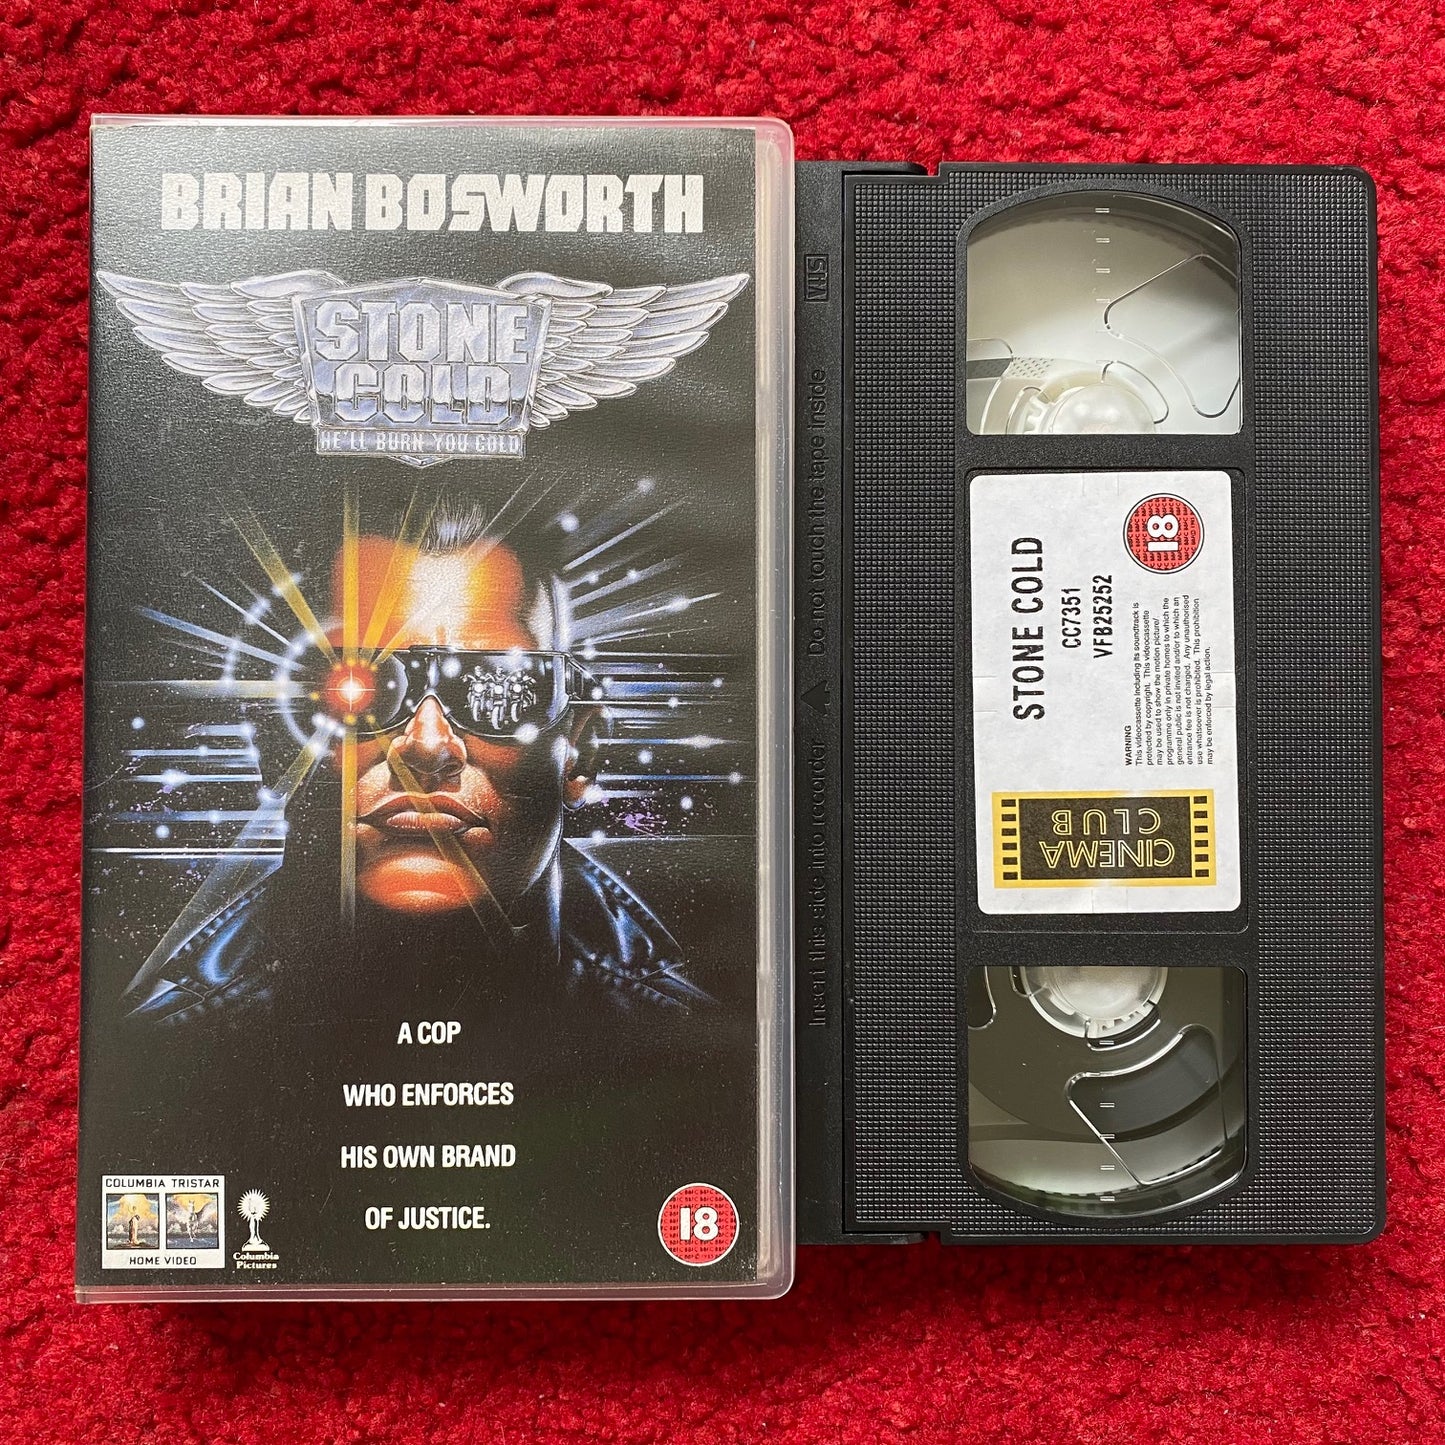 BRIAN BOSWORTH
STONE
COLD
HE'LL BURN YOU COLD
A COP
WHO ENFORCES
HIS OWN BRAND
OF JUSTICE.
COLUMBIA TRISTAR
HOME VIDEO
Columbia
Pictures
18
VHS
Insert this side into recorder
Do not touch the tape inside
STONE COLD
CC7351
VFB25252
18
WARNING
This videocassette including its soundtrack is
protected by copyright. This videocassette
may be used to show the motion picture/
programme only in private homes to which the
general public is not invited and/or to which an
entrance fee is not charged. Any unauthorised
use whatsoever is prohibited. This prohibition
may be enforced by legal action.
CINEMA
CLUB